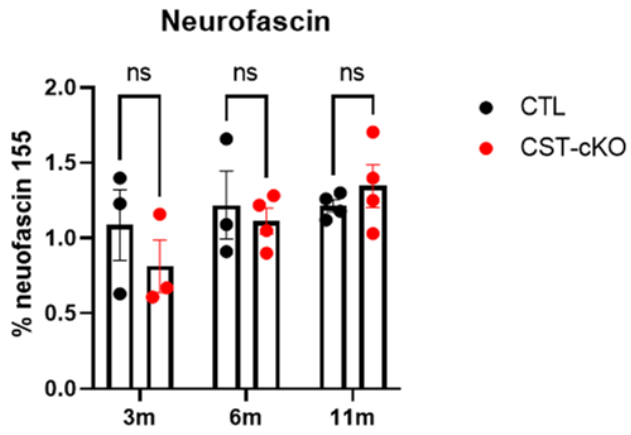 Neurofascin
ns ns ns
CTL
CST-cKO
% neuofascin 155
2.0
1.5
1.0
0.5
0.0
3m 6m 11m